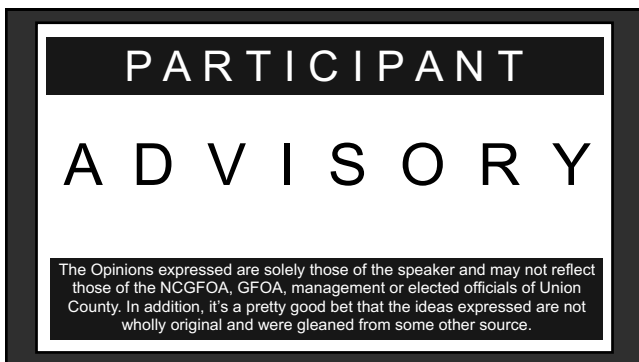 PARTICIPANT
ADVISORY
The Opinions expressed are solely those of the speaker and may not reflect
those of the NCGFOA, GFOA, management or elected officials of Union
County. In addition, it’s a pretty good bet that the ideas expressed are not
wholly original and were gleaned from some other source.